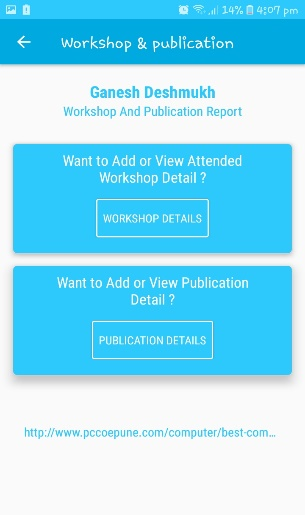 14% 4:07 pm
Workshop & publication
Ganesh Deshmukh
Workshop And Publication Report
Want to Add or View Attended
Workshop Detail ?
WORKSHOP DETAILS
Want to Add or View Publication
Detail ?
PUBLICATION DETAILS
http://www.pccoepune.com/computer/best-com...